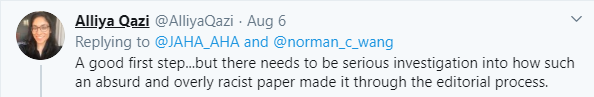 Alliya Qazi @AlliyaQazi · Aug 6
Replying to @JAHA_AHA and @norman_c_wang
A good first step...but there needs to be serious investigation into how such
an absurd and overly racist paper made it through the editorial process.